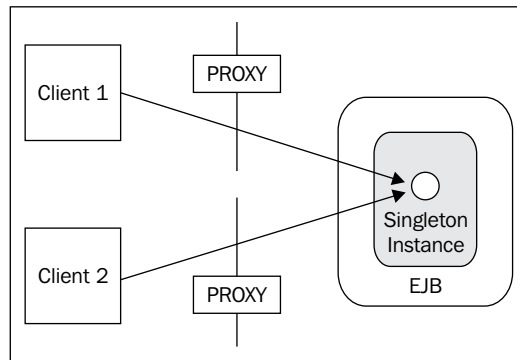 Client 1
PROXY
Singleton
Instance
EJB
Client 2
PROXY